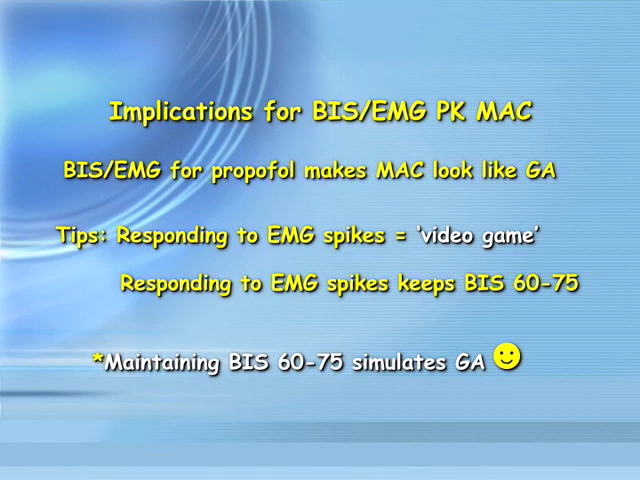 Implications for BIS/EMG PK MAC
BIS/EMG for propofol makes MAC look like GA
Tips: Responding to EMG spikes = ‘video game’
Responding to EMG spikes keeps BIS 60-75
*Maintaining BIS 60-75 simulates GA